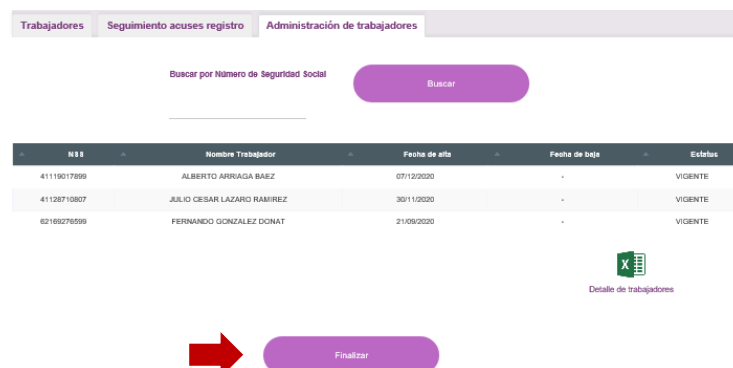 Trabajadores Seguimiento acuses registro Administración de trabajadores
Buscar por Número de Seguridad Social Buscar
NSS Nombre Trabajador Fecha de alta Fecha de baja Estatus
41119017899 ALBERTO ARRIAGA BAEZ 07/12/2020 - VIGENTE
41128710807 JULIO CESAR LAZARO RAMIREZ 30/11/2020 - VIGENTE
62169276599 FERNANDO GONZALEZ DONAT 21/09/2020 - VIGENTE
X
Detalle de trabajadores
Finalizar